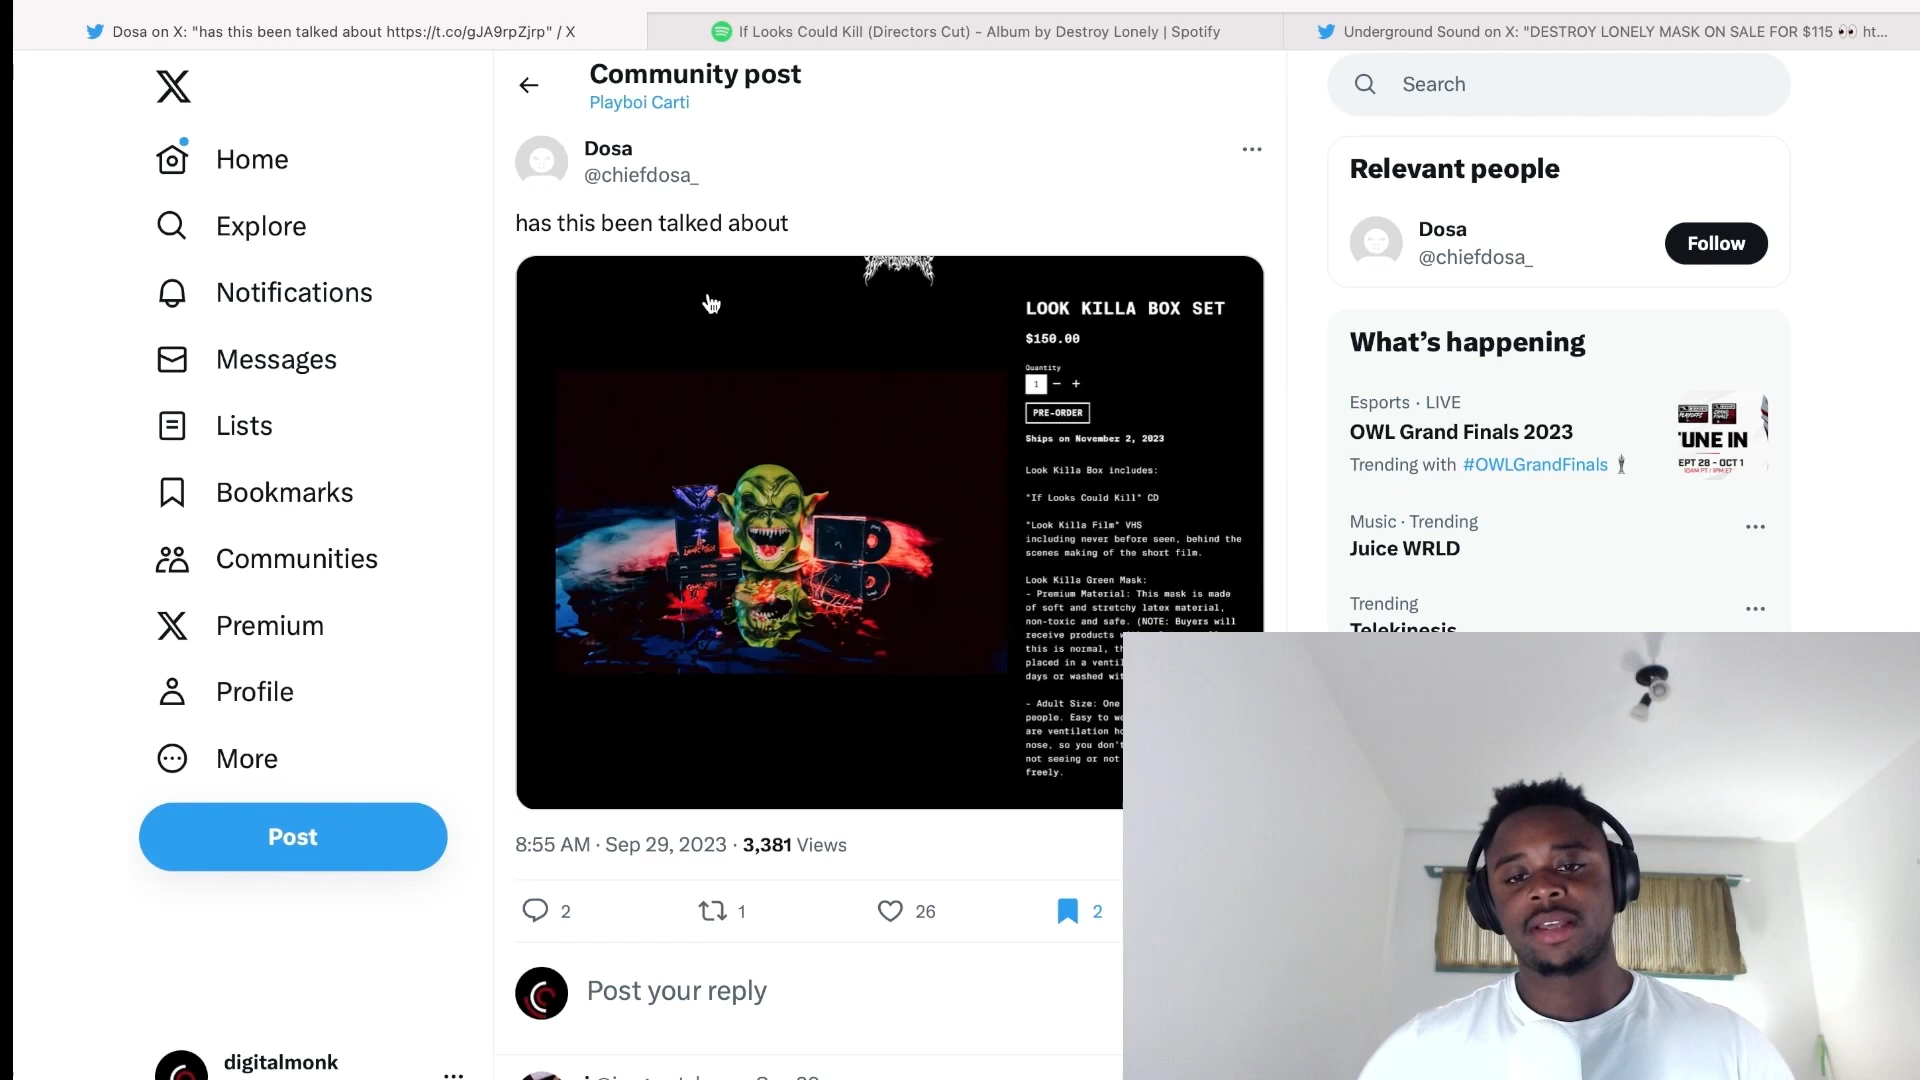 Dosa on X: "has this been talked about https://t.co/gJA9rpZjrp" / X
If Looks Could Kill (Directors Cut) - Album by Destroy Lonely | Spotify
Underground Sound on X: "DESTROY LONELY MASK ON SALE FOR $115 👀 ht...
Home
Explore
Notifications
Messages
Lists
Bookmarks
Communities
Premium
Profile
More
Post
digitalmonk
Community post
Playboi Carti
Dosa
@chiefdosa_
has this been talked about
LOOK KILLA BOX SET
$150.00
Quantity
1 − +
PRE-ORDER
Ships on November 2, 2023
Look Killa Box includes:
"If Looks Could Kill" CD
"Look Killa Film" VHS
including never before seen, behind the
scenes making of the short film.
Look Killa Green Mask:
- Premium Material: This mask is made
of soft and stretchy latex material,
non-toxic and safe. (NOTE: Buyers will
receive products
this is normal,
placed in a
days or washed
- Adult Size: One
people. Easy to
are ventilation
nose, so you
not seeing or not
freely.
8:55 AM · Sep 29, 2023 · 3,381 Views
2
1
26
2
Post your reply
Search
Relevant people
Dosa
@chiefdosa_
Follow
What's happening
Esports · LIVE
OWL Grand Finals 2023
Trending with #OWLGrandFinals
TUNE IN
EPT 28 - OCT 1
Music · Trending
Juice WRLD
Trending
Telekinesis